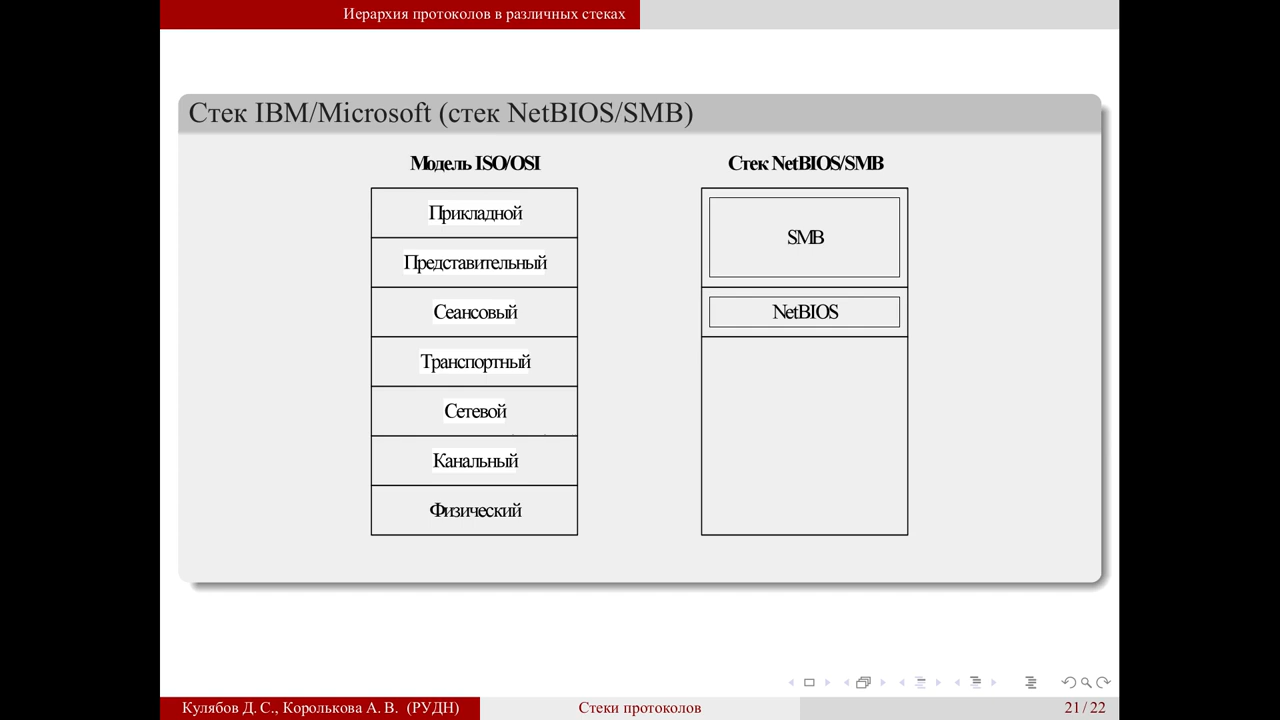 Иерархия протоколов в различных стеках
Стек IBM/Microsoft (стек NetBIOS/SMB)
Модель ISO/OSI
Прикладной
Представительный
Сеансовый
Транспортный
Сетевой
Канальный
Физический
Стек NetBIOS/SMB
SMB
NetBIOS
Кулябов Д. С., Королькова А. В. (РУДН)
Стеки протоколов
21 / 22